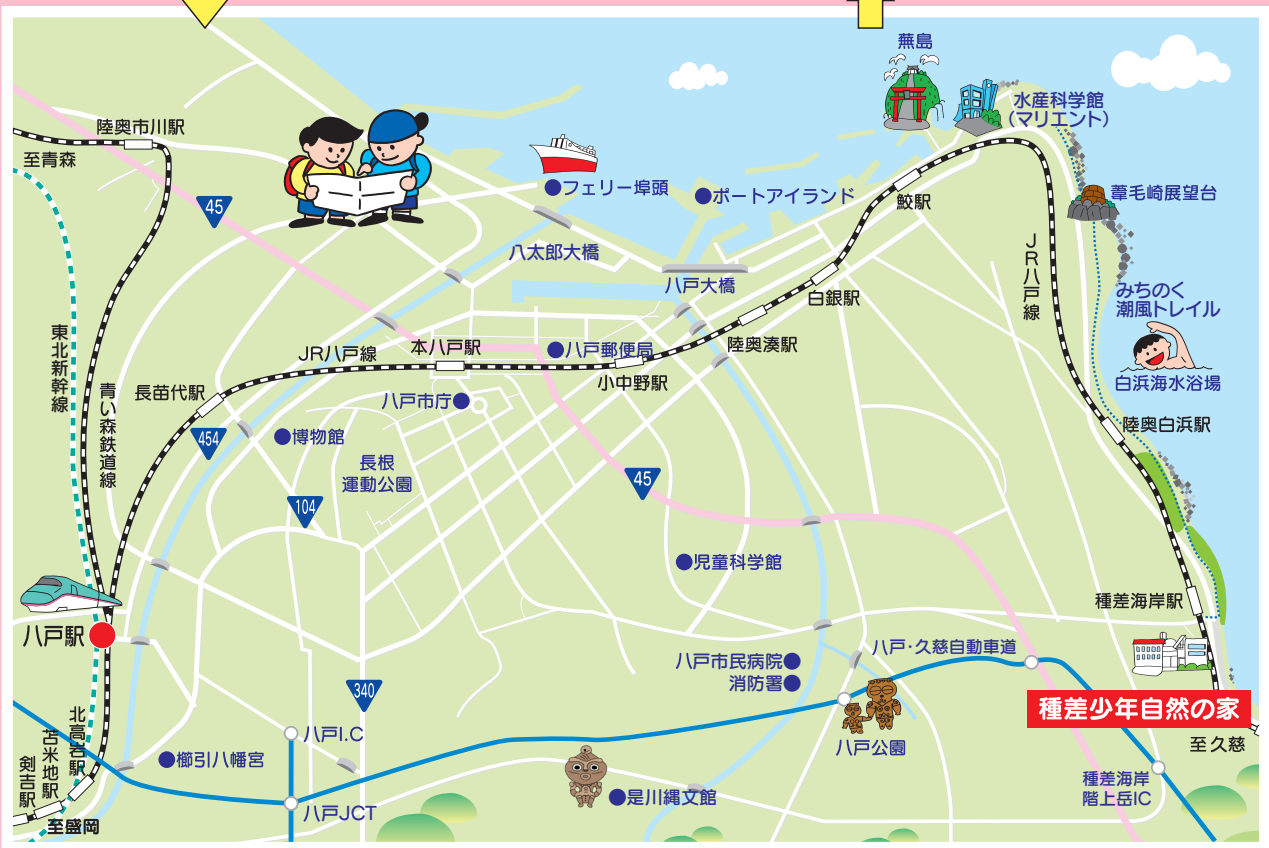 蕪島
水産科学館
(マリエント)
陸奥市川駅
至青森
45
フェリー埠頭
ポートアイランド
鮫駅
葦毛崎展望台
八太郎大橋
八戸大橋
白銀駅
JR八戸線
みちのく
潮風トレイル
白浜海水浴場
東北新幹線
青い森鉄道線
長苗代駅
JR八戸線
本八戸駅
八戸郵便局
小中野駅
陸奥湊駅
八戸市庁
陸奥白浜駅
454
博物館
長根
運動公園
104
45
児童科学館
種差海岸駅
八戸駅
八戸市民病院
消防署
八戸・久慈自動車道
340
種差少年自然の家
至久慈
八戸I.C
八戸公園
北高岩駅
苫米地駅
剣吉駅
櫛引八幡宮
是川縄文館
種差海岸
階上岳IC
八戸JCT
至盛岡